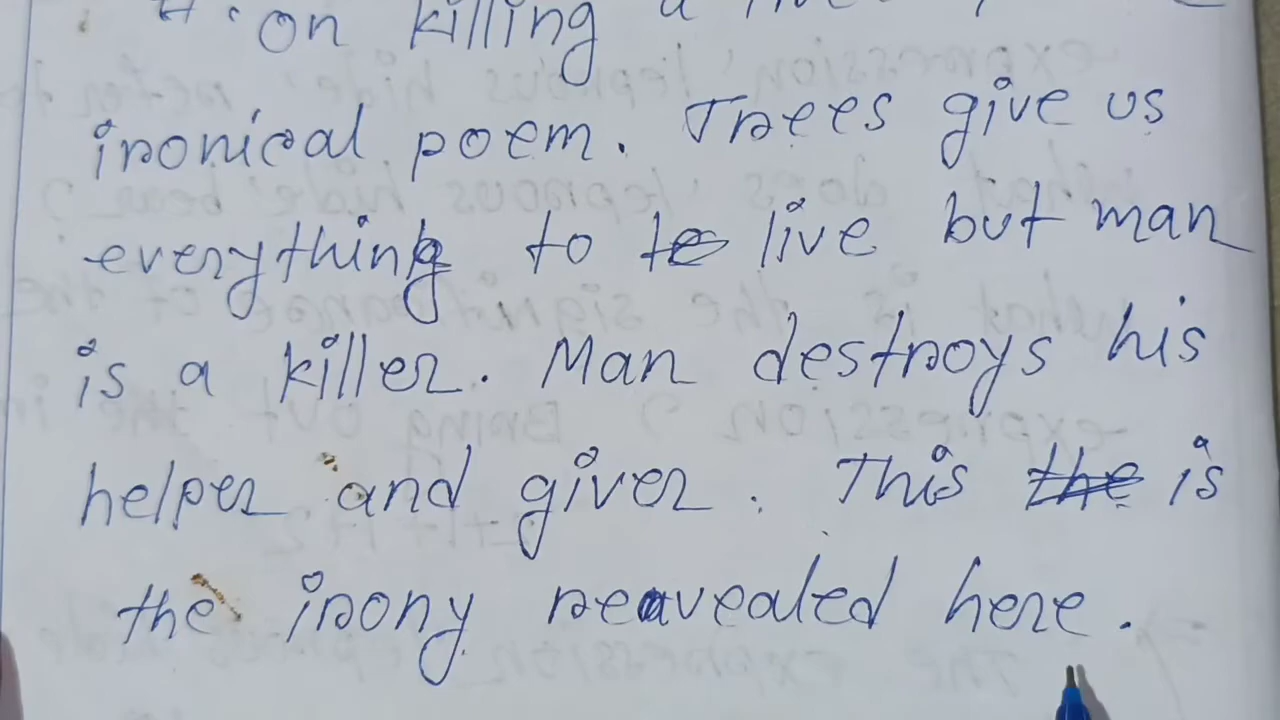 on killing a
ironical poem. Trees give us
everything to live but man
is a killer. Man destroys his
helper and giver. This is
the irony reavealed here.